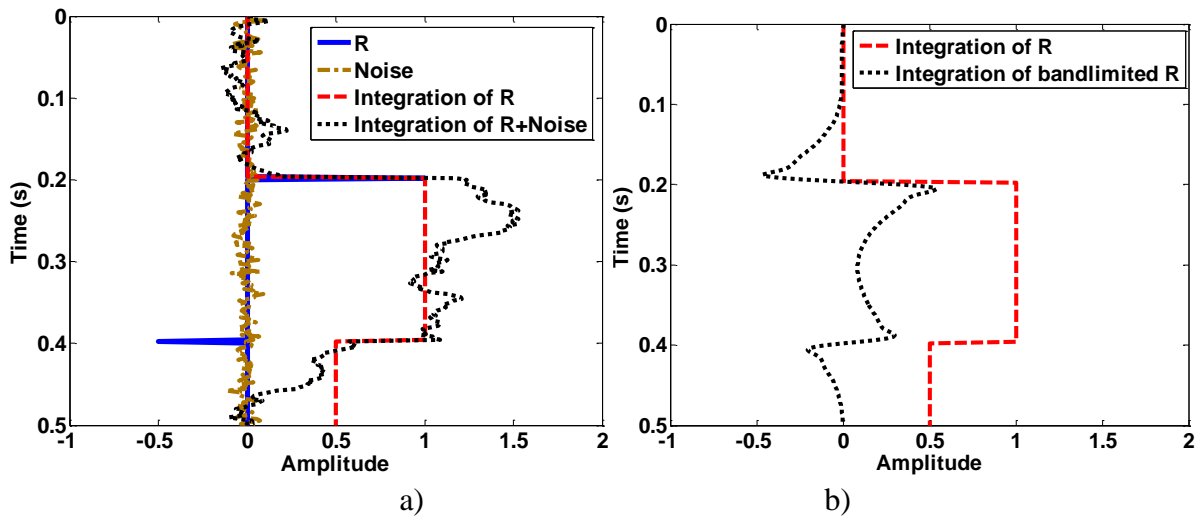 R
Noise
Integration of R
Integration of R+Noise
0
0.1
0.2
0.3
0.4
0.5
Time (s)
-1
-0.5
0
0.5
1
1.5
2
Amplitude
a)
Integration of R
Integration of bandlimited R
0
0.1
0.2
0.3
0.4
0.5
Time (s)
-1
-0.5
0
0.5
1
1.5
2
Amplitude
b)